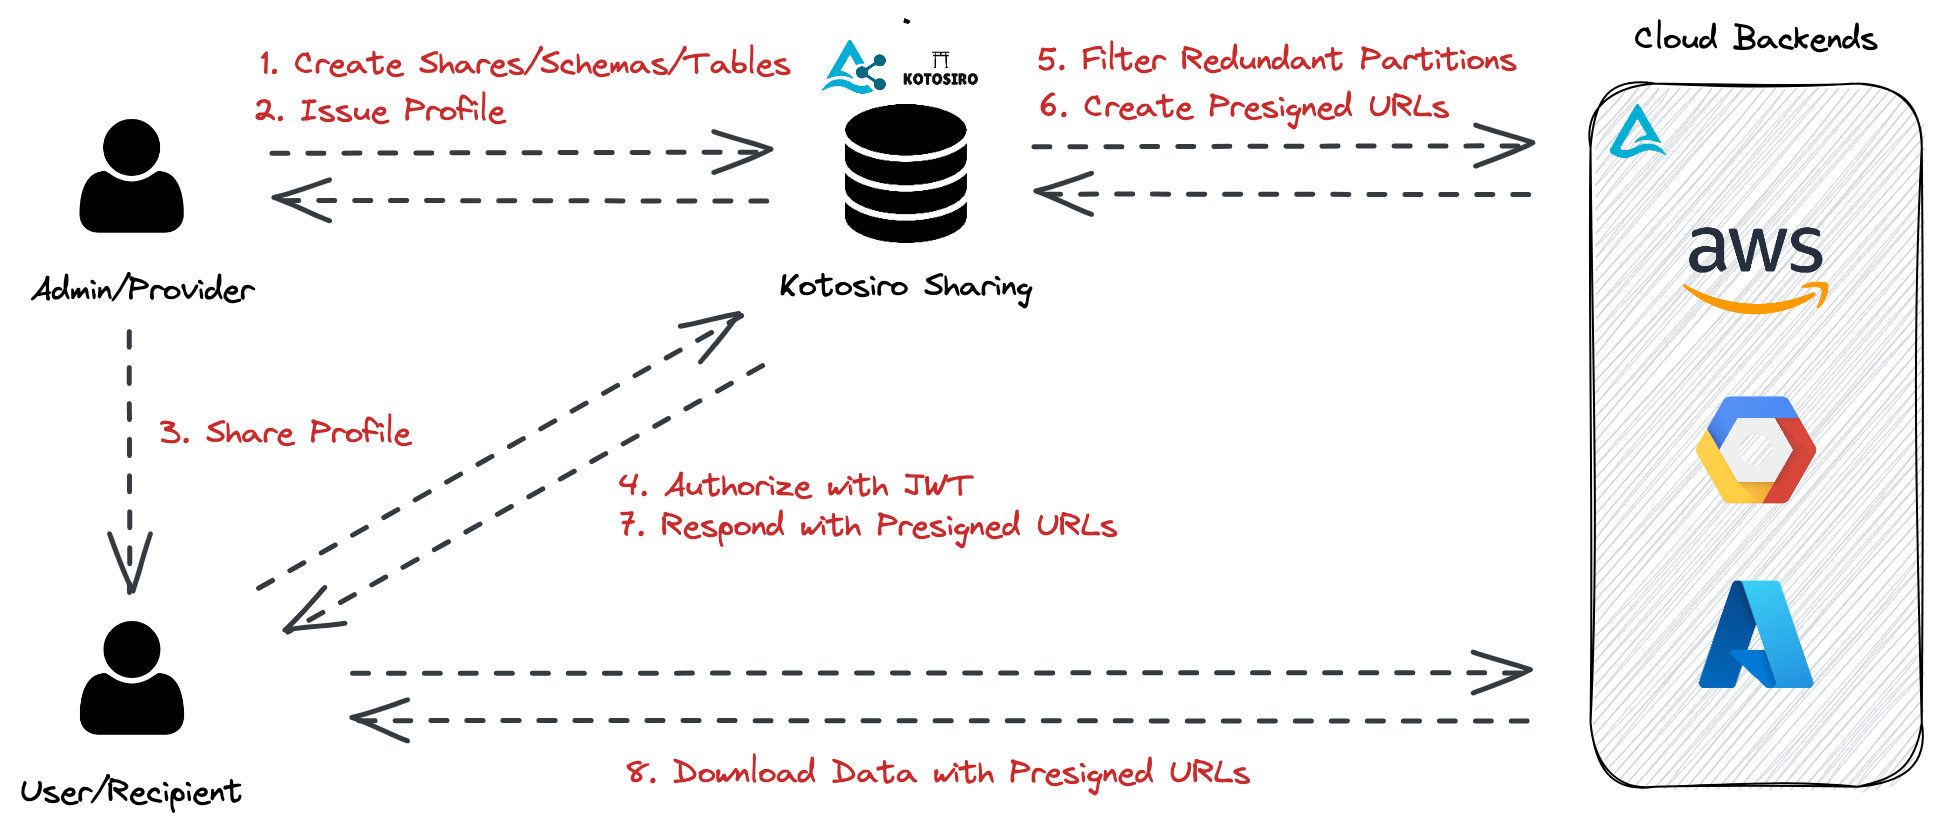 Cloud Backends
1. Create Shares/Schemas/Tables
2. Issue Profile
KOTOSIRO
5. Filter Redundant Partitions
6. Create Presigned URLs
aws
Admin/Provider
Kotosiro Sharing
3. Share Profile
4. Authorize with JWT
7. Respond with Presigned URLs
8. Download Data with Presigned URLs
User/Recipient